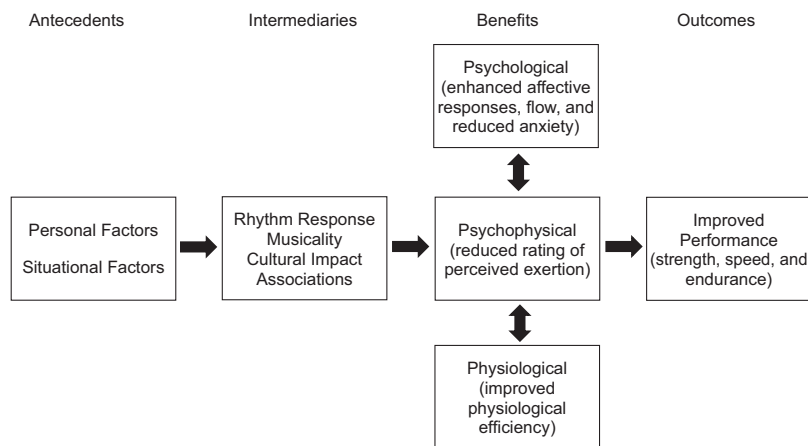 Antecedents
Intermediaries
Benefits
Outcomes
Psychological
(enhanced affective
responses, flow, and
reduced anxiety)
Personal Factors
Situational Factors
Rhythm Response
Musicality
Cultural Impact
Associations
Psychophysical
(reduced rating of
perceived exertion)
Improved
Performance
(strength, speed, and
endurance)
Physiological
(improved
physiological
efficiency)